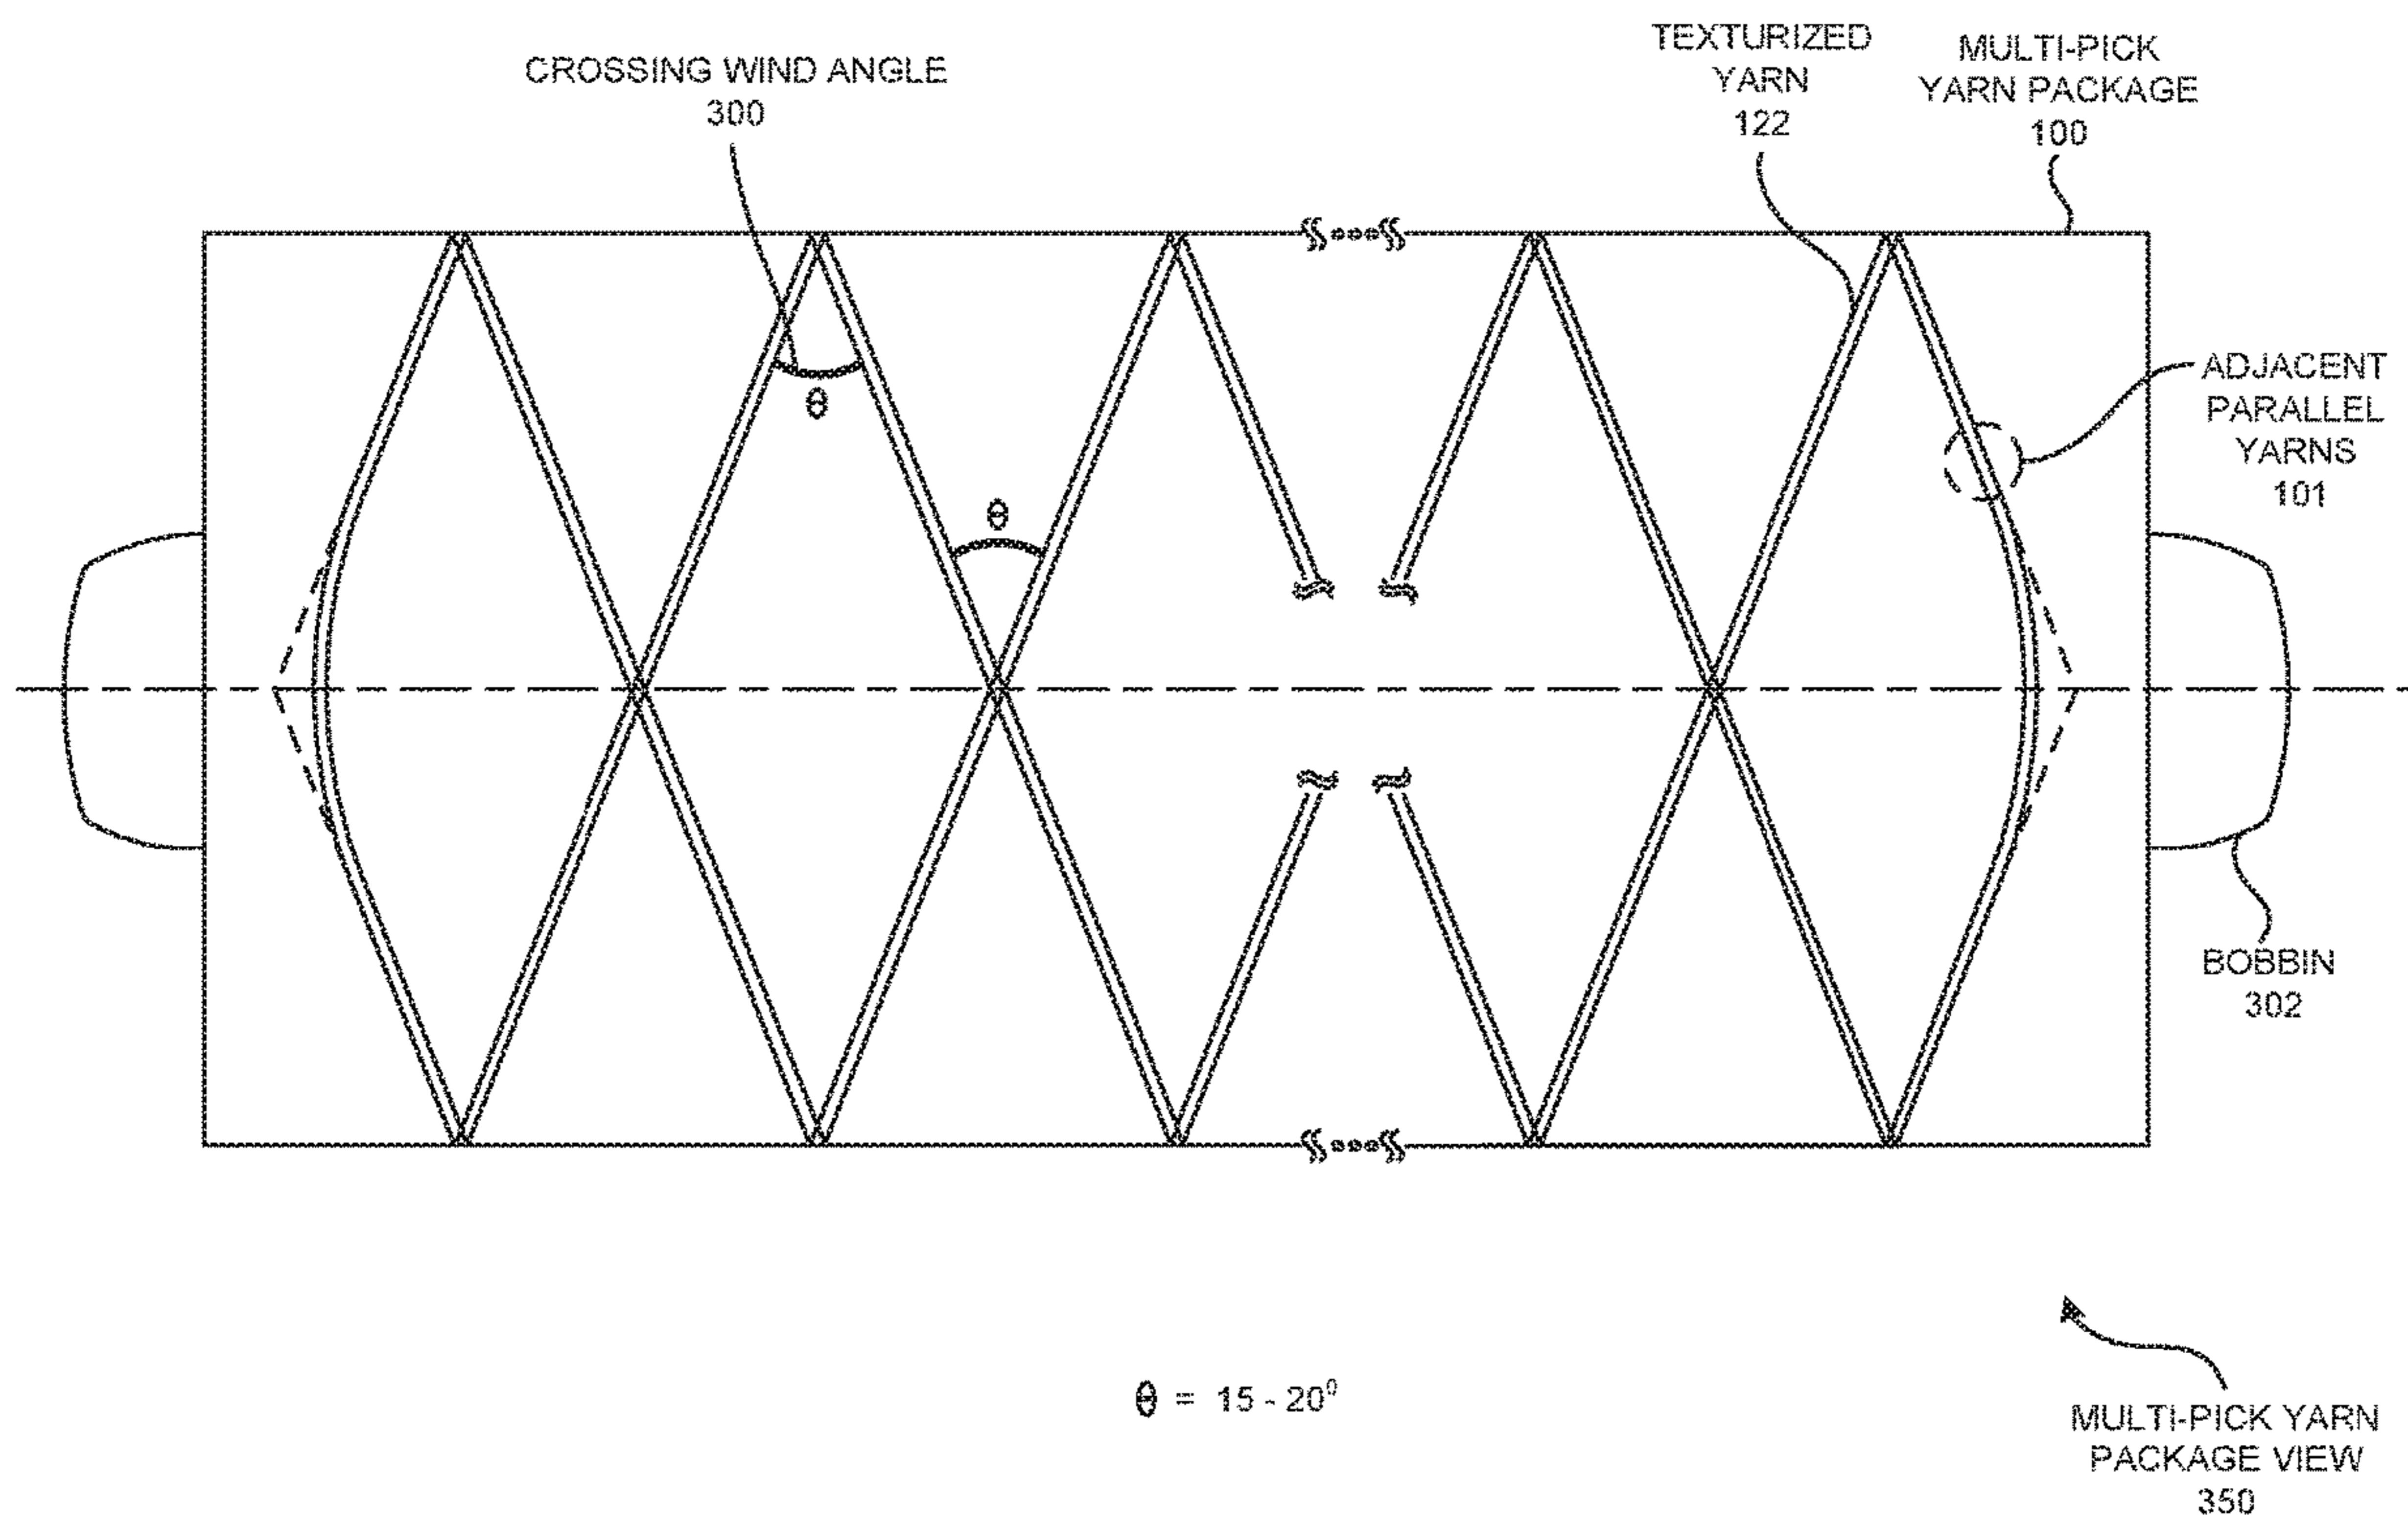 CROSSING WIND ANGLE
300
TEXTURIZED
YARN
122
MULTI-PICK
YARN PACKAGE
100
θ
θ
ADJACENT
PARALLEL
YARNS
101
BOBBIN
302
θ = 15 - 20⁰
MULTI-PICK YARN
PACKAGE VIEW
350